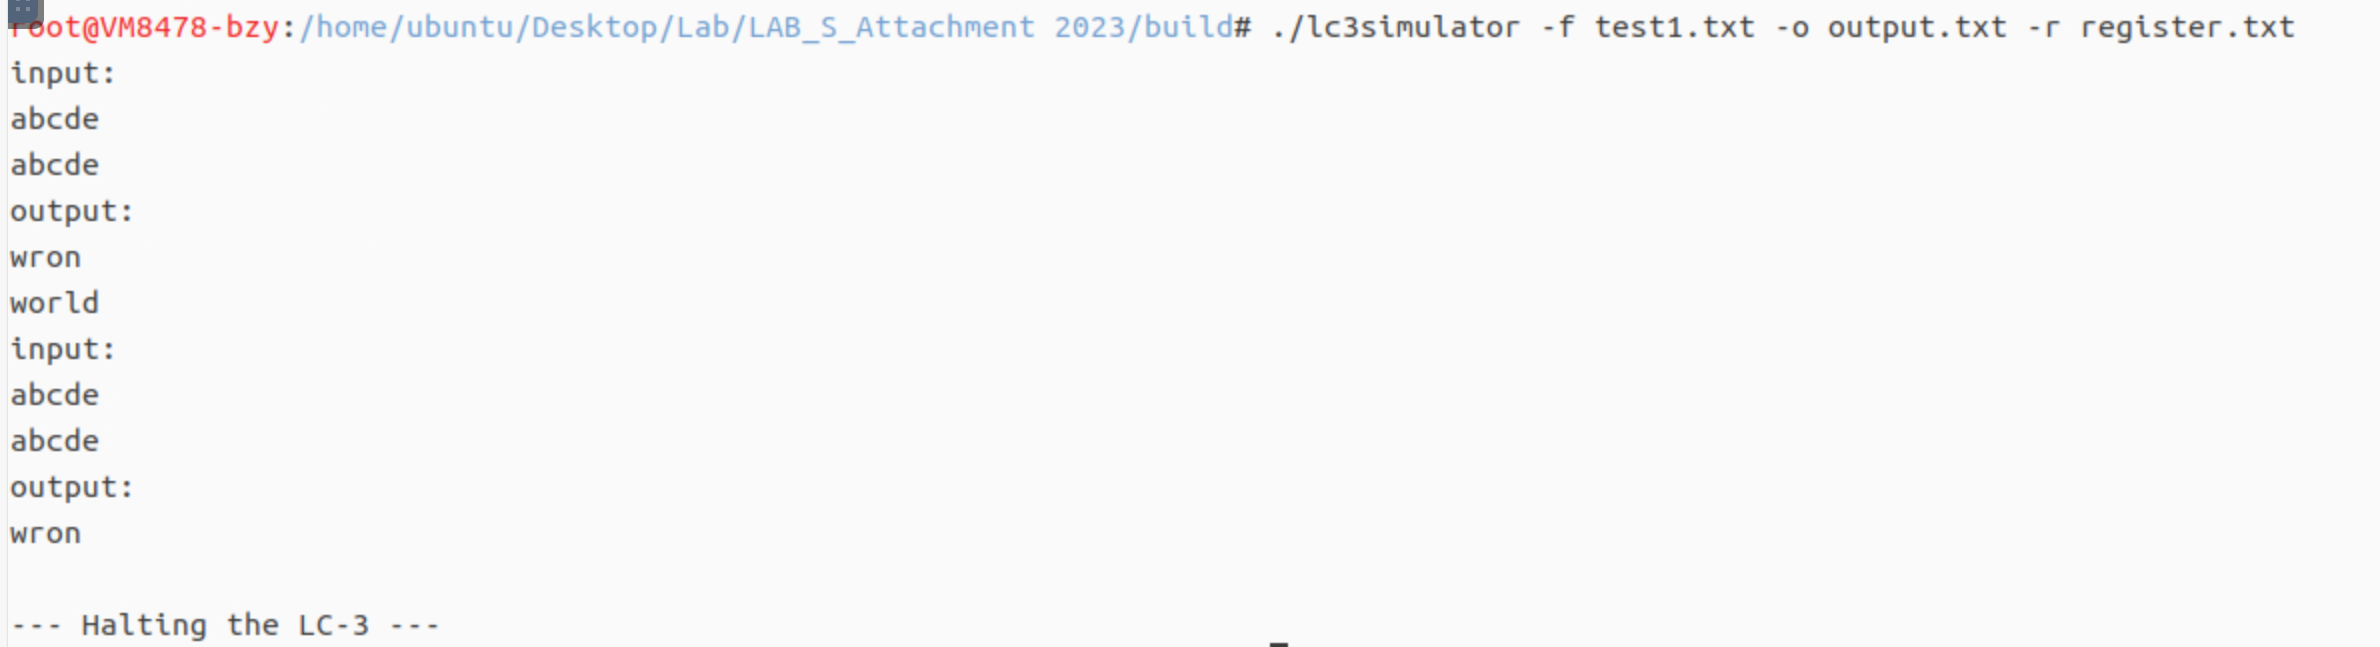 root@VM8478-bzy:/home/ubuntu/Desktop/Lab/LAB_S_Attachment 2023/build# ./lc3simulator -f test1.txt -o output.txt -r register.txt
input:
abcde
abcde
output:
wron
world
input:
abcde
abcde
output:
wron
--- Halting the LC-3 ---